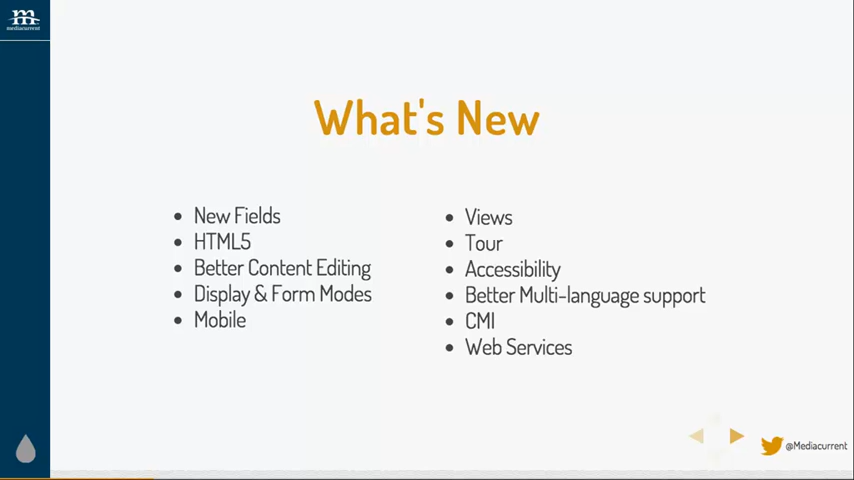 mediacurrent
What's New
New Fields
HTML5
Better Content Editing
Display & Form Modes
Mobile
Views
Tour
Accessibility
Better Multi-language support
CMI
Web Services
@Mediacurrent